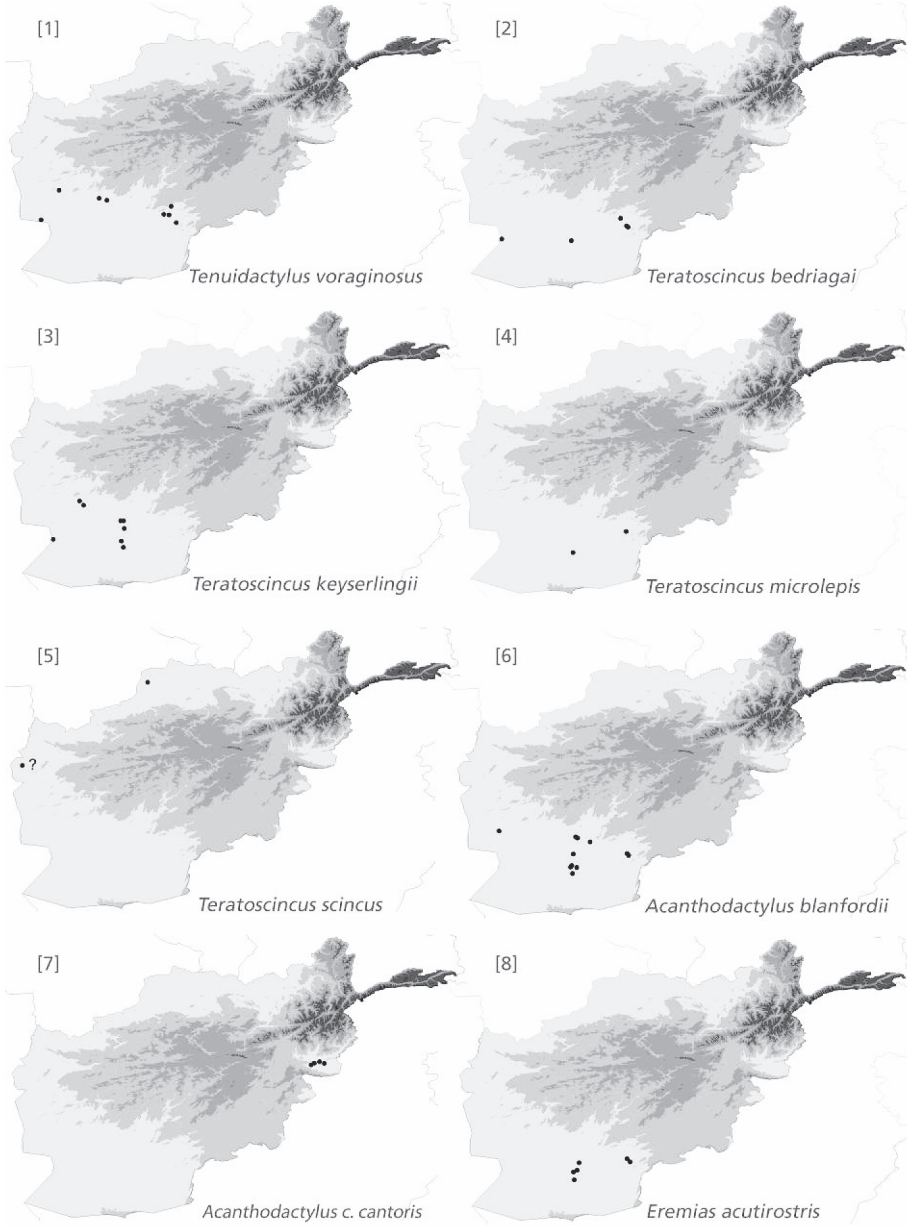 [1]
Tenuidactylus voraginosus
[2]
Teratoscincus bedriagai
[3]
Teratoscincus keyserlingii
[4]
Teratoscincus microlepis
[5]
?
Teratoscincus scincus
[6]
Acanthodactylus blanfordii
[7]
Acanthodactylus c. cantoris
[8]
Eremias acutirostris